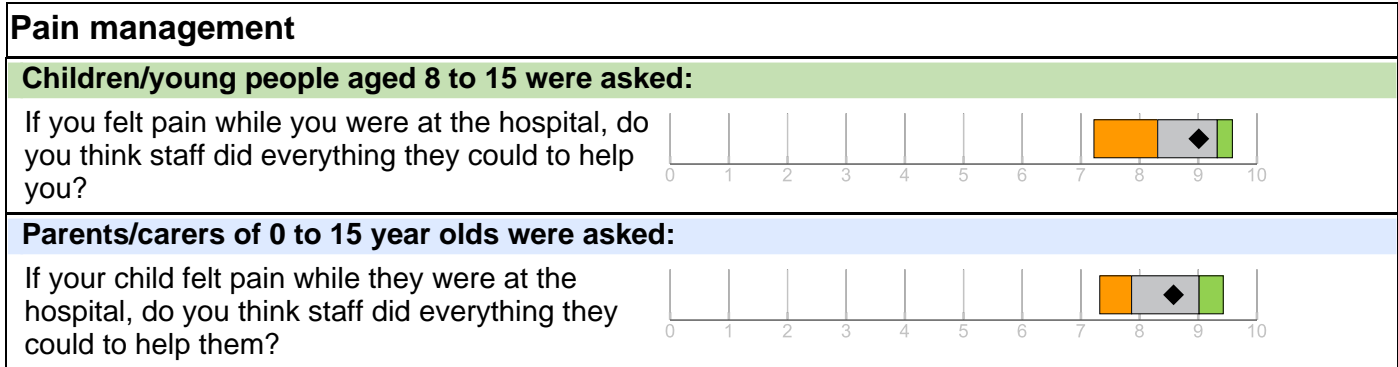 Pain management
Children/young people aged 8 to 15 were asked:
If you felt pain while you were at the hospital, do
you think staff did everything they could to help
you?
0 1 2 3 4 5 6 7 8 9 10
Parents/carers of 0 to 15 year olds were asked:
If your child felt pain while they were at the
hospital, do you think staff did everything they
could to help them?
0 1 2 3 4 5 6 7 8 9 10